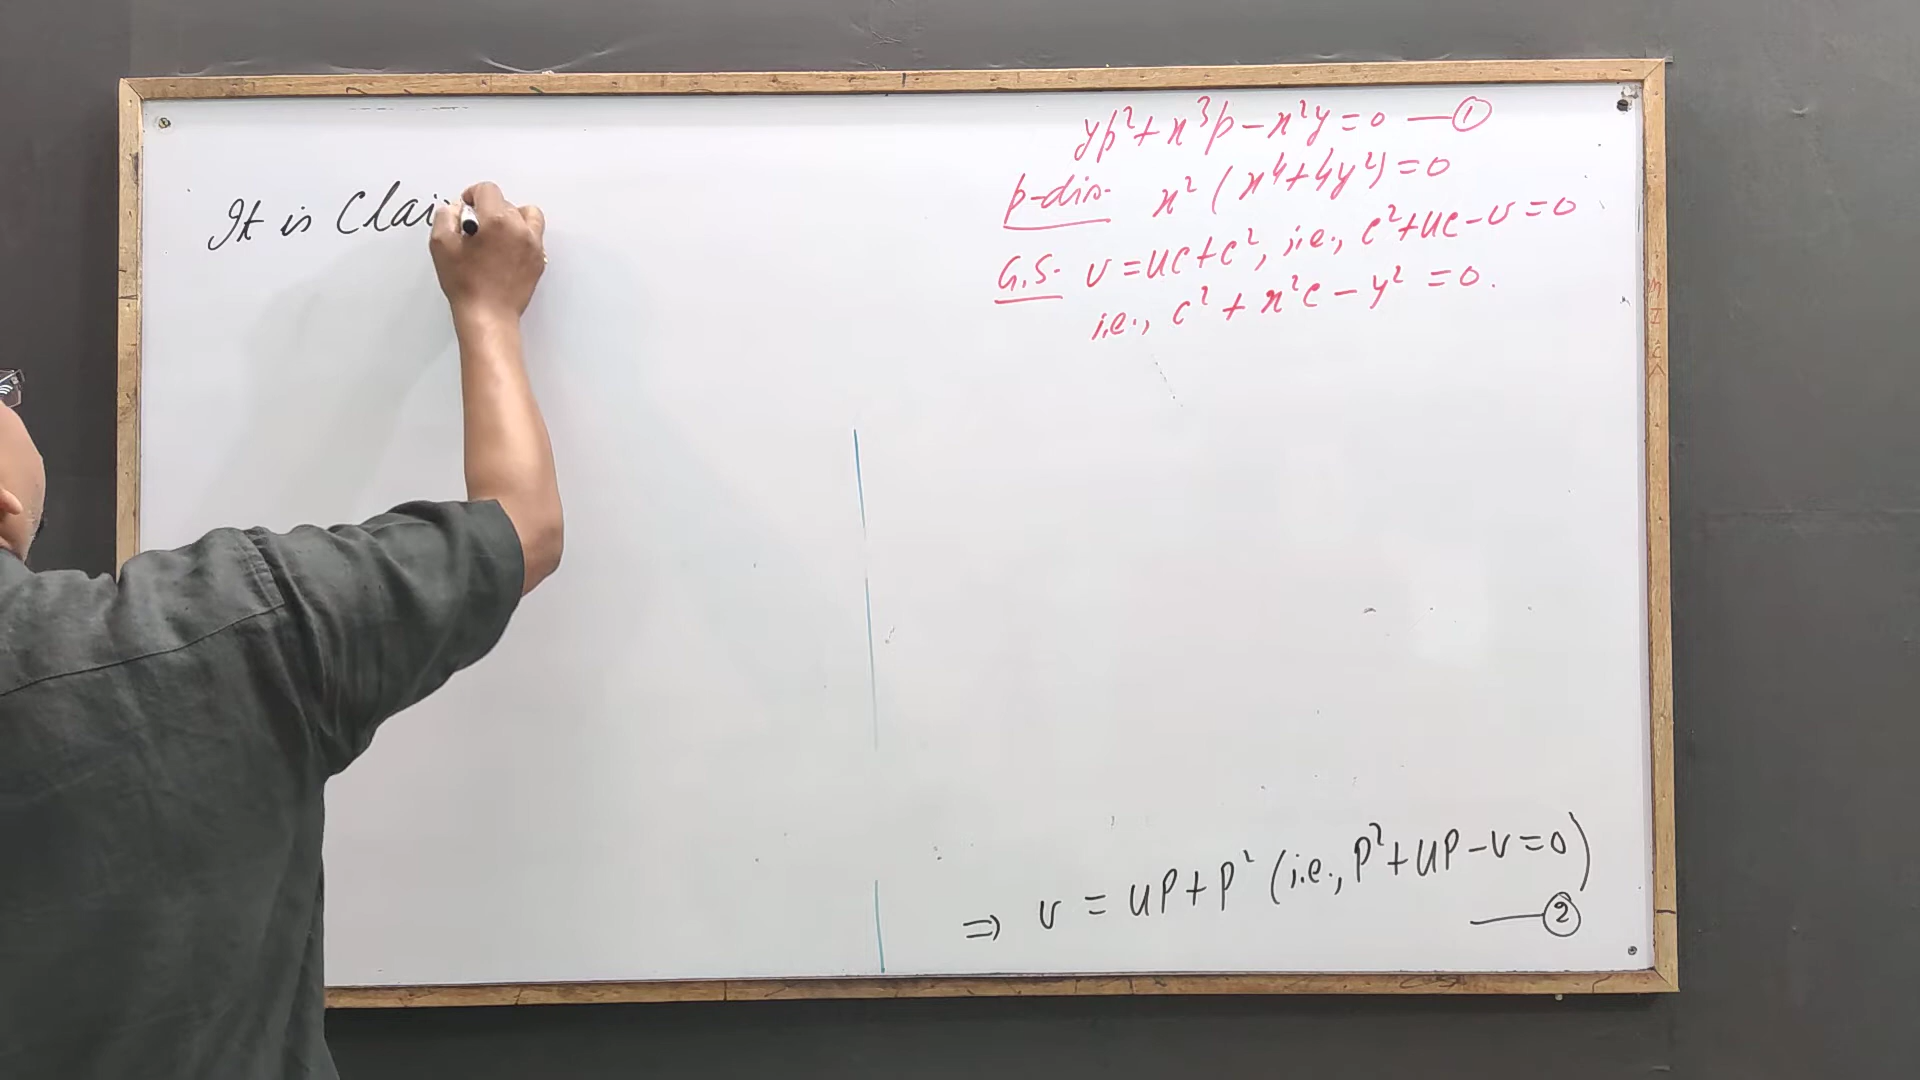 It is Clai
yp² + x³p - x²y = 0 — ①
p-dis. x² (x⁴+4y²) = 0
G.S. v = uc+c², i.e., c²+uc-v=0
i.e., c² + x²c - y² = 0.
⇒ v = uP+P² (i.e., P²+uP-v=0)
— ②